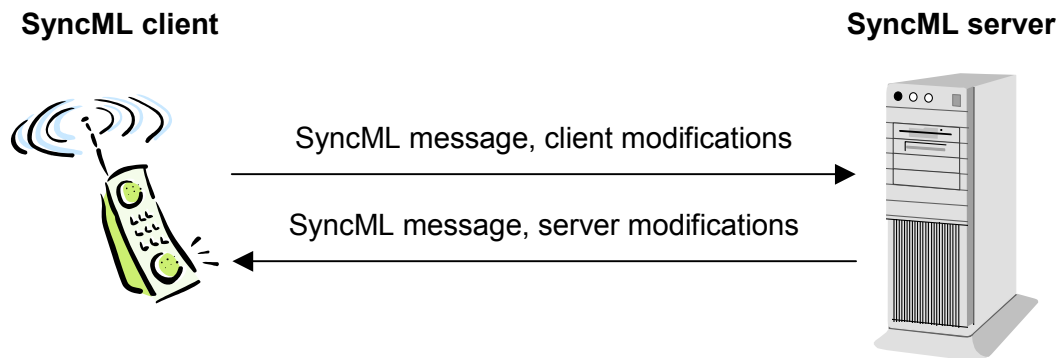 SyncML client
SyncML server
SyncML message, client modifications
SyncML message, server modifications